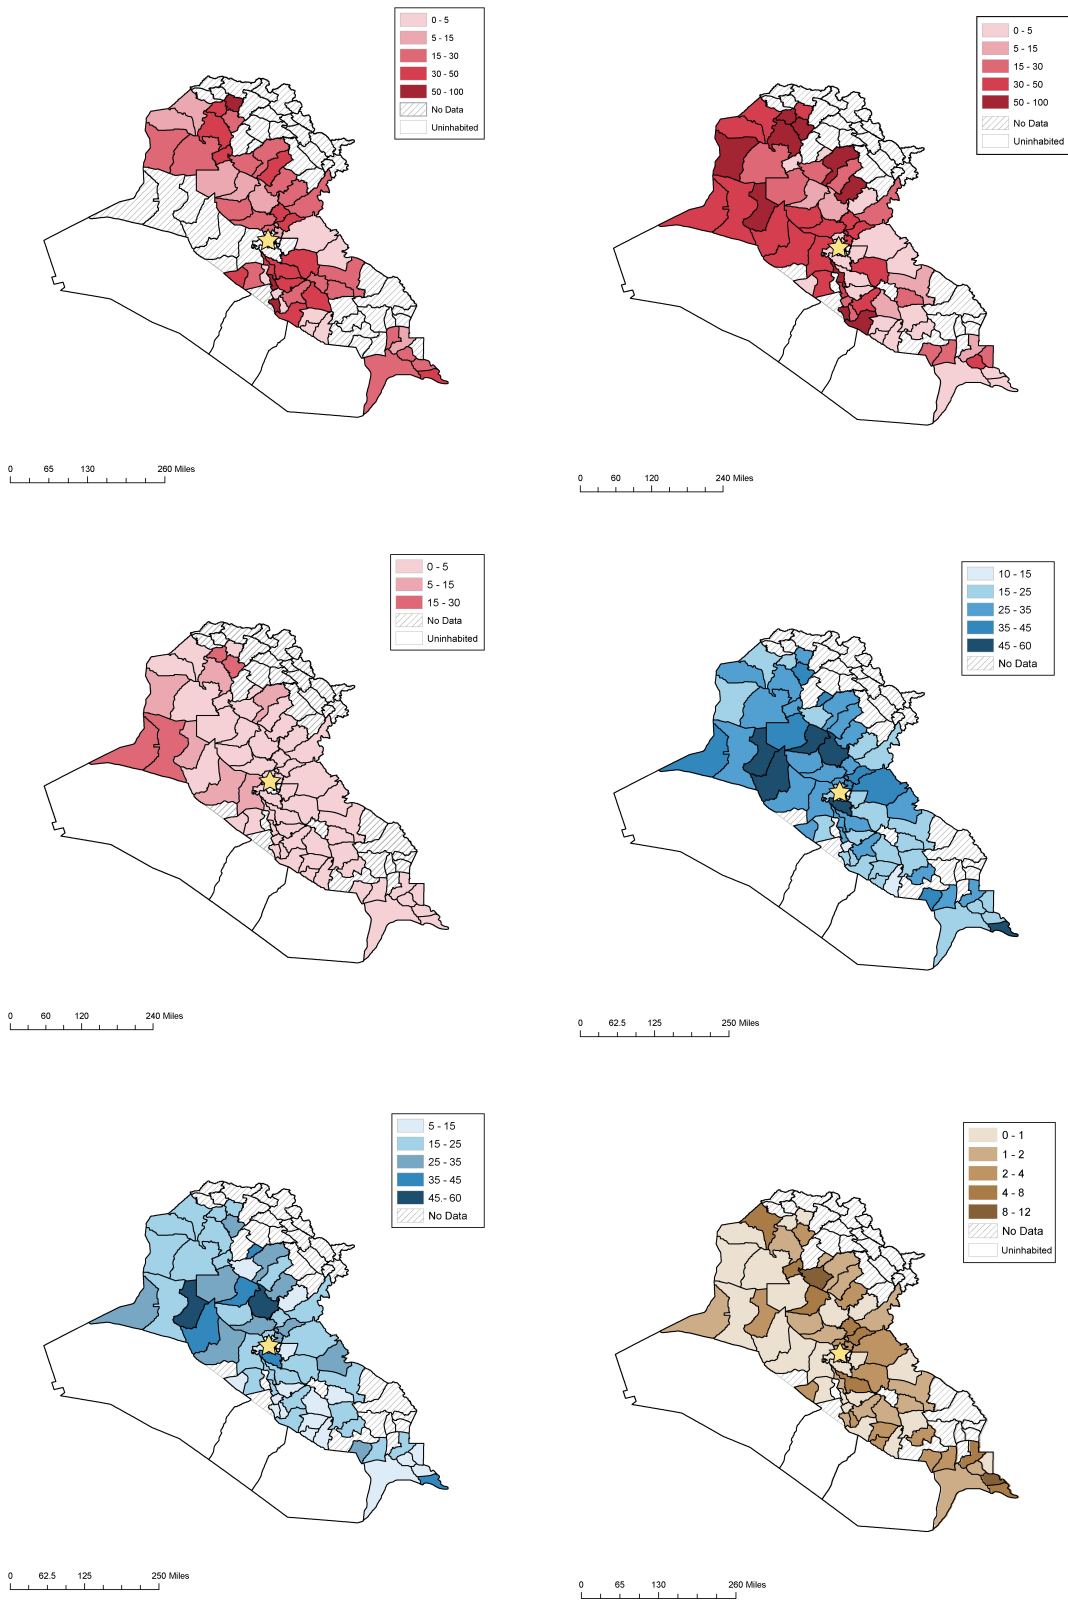 0 - 5
5 - 15
15 - 30
30 - 50
50 - 100
No Data
Uninhabited
0 65 130 260 Miles
0 - 5
5 - 15
15 - 30
30 - 50
50 - 100
No Data
Uninhabited
0 60 120 240 Miles
0 - 5
5 - 15
15 - 30
No Data
Uninhabited
0 60 120 240 Miles
10 - 15
15 - 25
25 - 35
35 - 45
45 - 60
No Data
0 62.5 125 250 Miles
5 - 15
15 - 25
25 - 35
35 - 45
45.- 60
No Data
0 62.5 125 250 Miles
0 - 1
1 - 2
2 - 4
4 - 8
8 - 12
No Data
Uninhabited
0 65 130 260 Miles